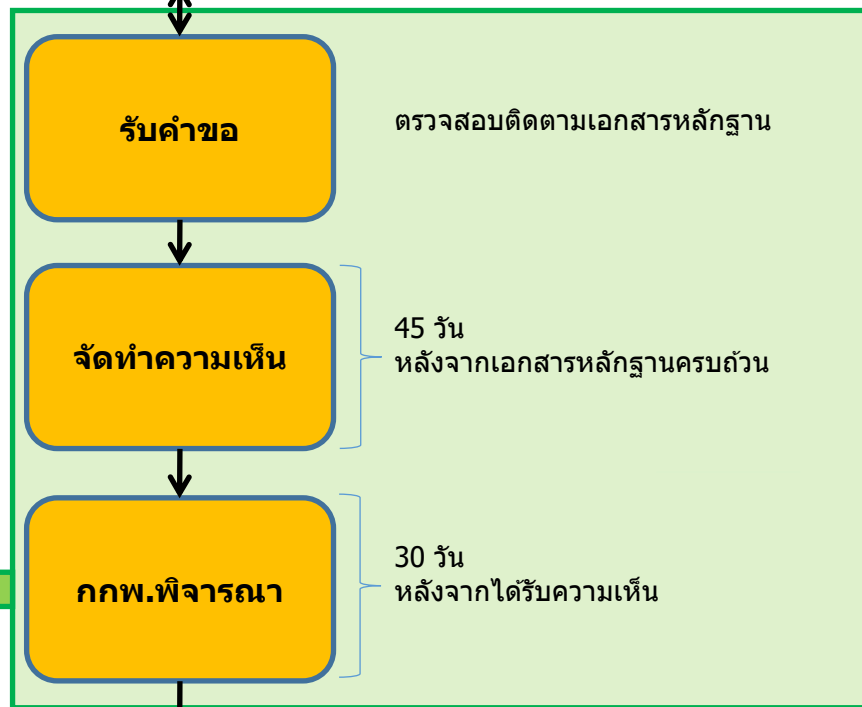 รับคำขอ
ตรวจสอบติดตามเอกสารหลักฐาน
จัดทำความเห็น
45 วัน
หลังจากเอกสารหลักฐานครบถ้วน
กกพ.พิจารณา
30 วัน
หลังจากได้รับความเห็น